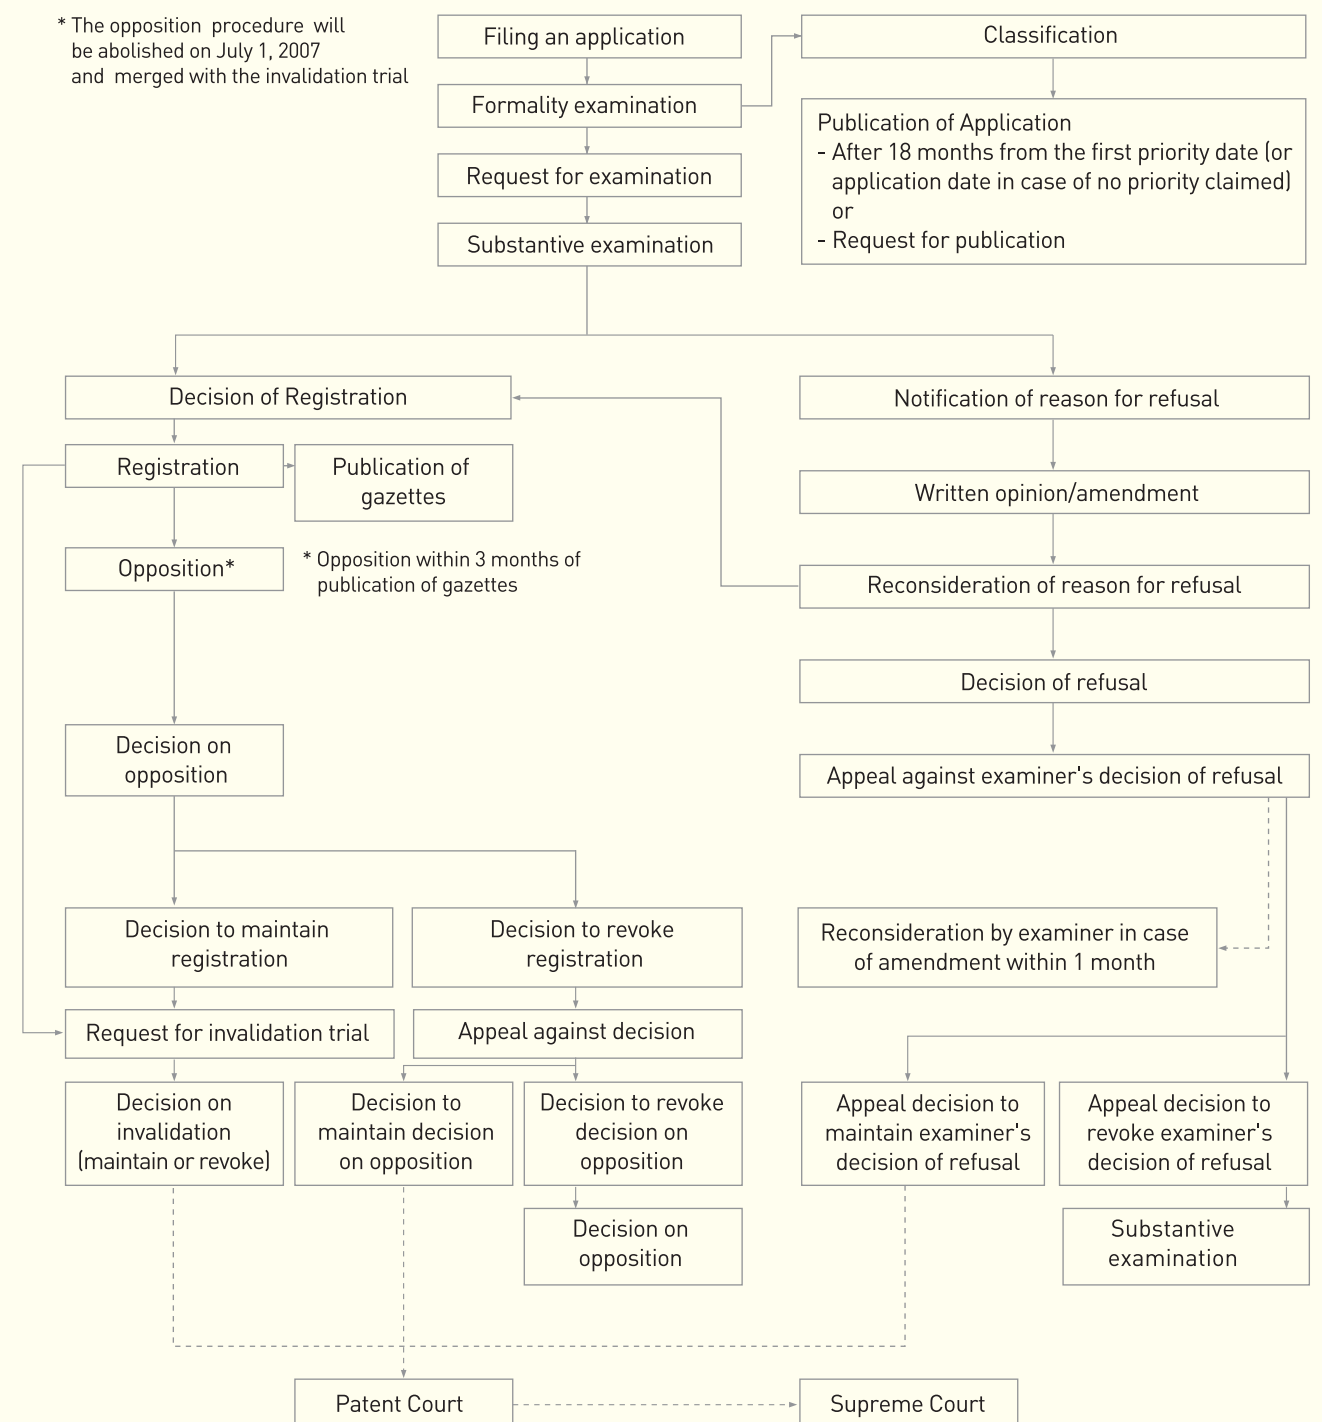 * The opposition procedure will
be abolished on July 1, 2007
and merged with the invalidation trial
Filing an application
Classification
Formality examination
Publication of Application
- After 18 months from the first priority date (or
application date in case of no priority claimed)
or
- Request for publication
Request for examination
Substantive examination
Decision of Registration
Notification of reason for refusal
Registration
Publication of
gazettes
Written opinion/amendment
Opposition*
* Opposition within 3 months of
publication of gazettes
Reconsideration of reason for refusal
Decision of refusal
Decision on
opposition
Appeal against examiner's decision of refusal
Decision to maintain
registration
Decision to revoke
registration
Reconsideration by examiner in case
of amendment within 1 month
Request for invalidation trial
Appeal against decision
Decision on
invalidation
(maintain or revoke)
Decision to
maintain decision
on opposition
Decision to revoke
decision on
opposition
Appeal decision to
maintain examiner's
decision of refusal
Appeal decision to
revoke examiner's
decision of refusal
Decision on
opposition
Substantive
examination
Patent Court
Supreme Court